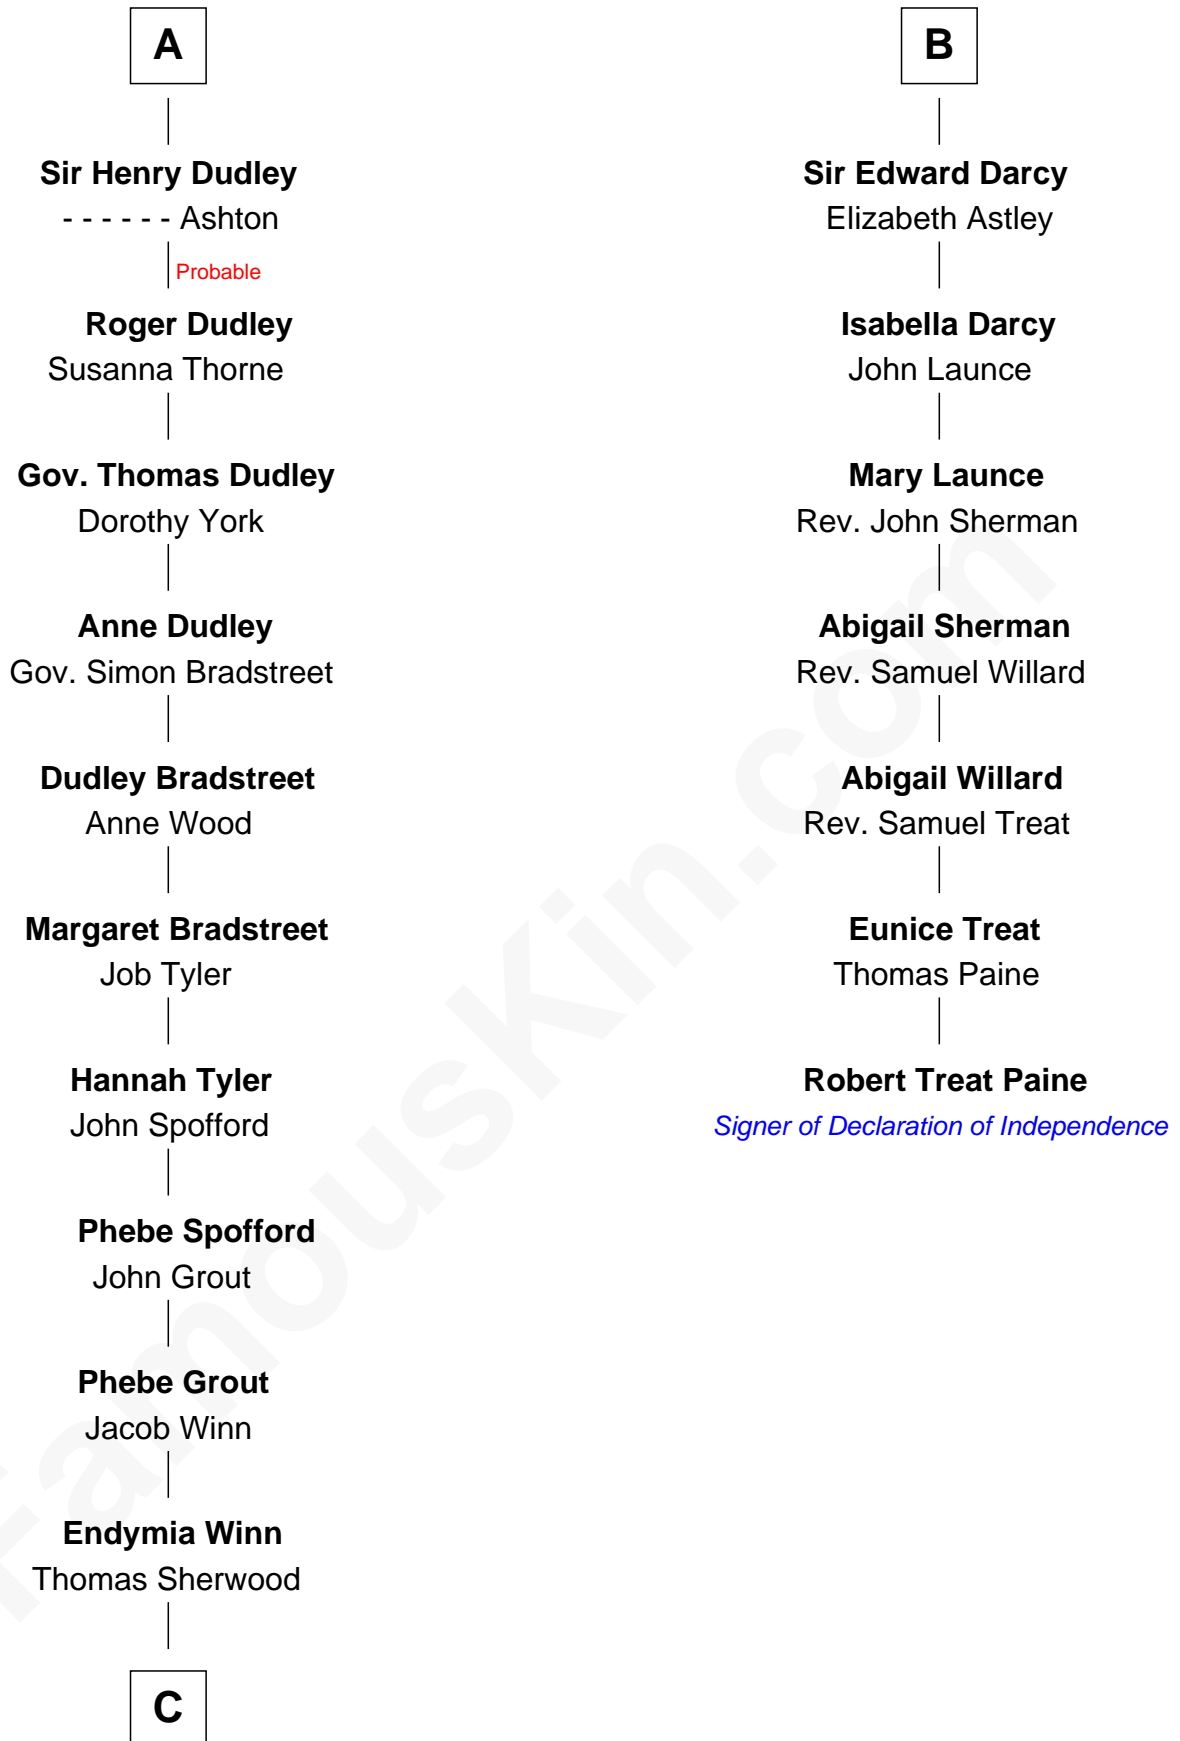 A
Sir Henry Dudley
- - - - - - Ashton
Probable
Roger Dudley
Susanna Thorne
Gov. Thomas Dudley
Dorothy York
Anne Dudley
Gov. Simon Bradstreet
Dudley Bradstreet
Anne Wood
Margaret Bradstreet
Job Tyler
Hannah Tyler
John Spofford
Phebe Spofford
John Grout
Phebe Grout
Jacob Winn
Endymia Winn
Thomas Sherwood
C
B
Sir Edward Darcy
Elizabeth Astley
Isabella Darcy
John Launce
Mary Launce
Rev. John Sherman
Abigail Sherman
Rev. Samuel Willard
Abigail Willard
Rev. Samuel Treat
Eunice Treat
Thomas Paine
Robert Treat Paine
Signer of Declaration of Independence
FamousKin.com